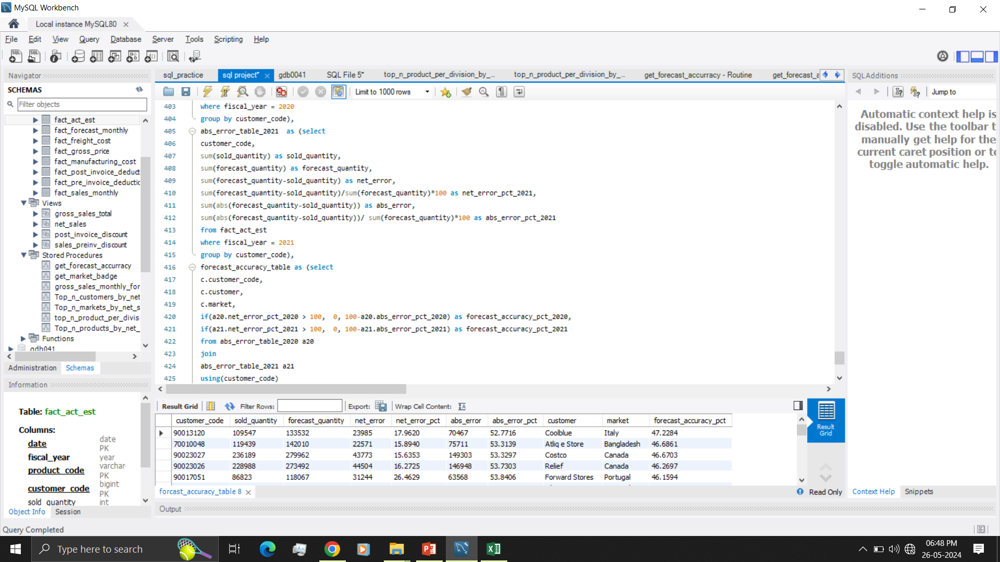 MySQL Workbench
Local instance MySQL80
File Edit View Query Database Server Tools Scripting Help
Navigator
SCHEMAS
Filter objects
fact_act_est
fact_forecast_monthly
fact_freight_cost
fact_gross_price
fact_manufacturing_cost
fact_post_invoice_deduct
fact_pre_invoice_deductic
fact_sales_monthly
Views
gross_sales_total
net_sales
post_invoice_discount
sales_preinv_discount
Stored Procedures
get_forecast_accurracy
get_market_badge
gross_sales_monthly_for
Top_n_customers_by_net
Top_n_markets_by_net_s
top_n_product_per_divis
Top_n_products_by_net_
Functions
gdb041
Administration Schemas
Information
Table: fact_act_est
Columns:
date date
PK
fiscal_year year
product_code varchar
PK
customer_code bigint
PK
sold_quantity int
Object Info Session
sql_practice sql project* gdb0041 SQL File 5* top_n_product_per_division_by_... top_n_product_per_division_by_... get_forecast_accurracy - Routine get_forecast_a
Limit to 1000 rows
403 where fiscal_year = 2020
404 group by customer_code),
405 abs_error_table_2021 as (select
406 customer_code,
407 sum(sold_quantity) as sold_quantity,
408 sum(forecast_quantity) as forecast_quantity,
409 sum(forecast_quantity-sold_quantity) as net_error,
410 sum(forecast_quantity-sold_quantity)/sum(forecast_quantity)*100 as net_error_pct_2021,
411 sum(abs(forecast_quantity-sold_quantity)) as abs_error,
412 sum(abs(forecast_quantity-sold_quantity))/ sum(forecast_quantity)*100 as abs_error_pct_2021
413 from fact_act_est
414 where fiscal_year = 2021
415 group by customer_code),
416 forecast_accuracy_table as (select
417 c.customer_code,
418 c.customer,
419 c.market,
420 if(a20.net_error_pct_2020 > 100, 0, 100-a20.abs_error_pct_2020) as forecast_accuracy_pct_2020,
421 if(a21.net_error_pct_2021 > 100, 0, 100-a21.abs_error_pct_2021) as forecast_accuracy_pct_2021
422 from abs_error_table_2020 a20
423 join
424 abs_error_table_2021 a21
425 using(customer_code)
Result Grid Filter Rows: Export: Wrap Cell Content:
customer_code sold_quantity forecast_quantity net_error net_error_pct abs_error abs_error_pct customer market forecast_accuracy_pct
90013120 109547 133532 23985 17.9620 70467 52.7716 Coolblue Italy 47.2284
70010048 119439 142010 22571 15.8940 75711 53.3139 Atliq e Store Bangladesh 46.6861
90023027 236189 279962 43773 15.6353 149303 53.3297 Costco Canada 46.6703
90023026 228988 273492 44504 16.2725 146948 53.7303 Relief Canada 46.2697
90017051 86823 118067 31244 26.4629 63568 53.8406 Forward Stores Portugal 46.1594
Result
Grid
forcast_accuracy_table 8
Read Only
Output
SQLAdditions
Jump to
Automatic context help is
disabled. Use the toolbar t
manually get help for the
current caret position or to
toggle automatic help.
Context Help Snippets
Query Completed
Type here to search
06:48 PM
26-05-2024